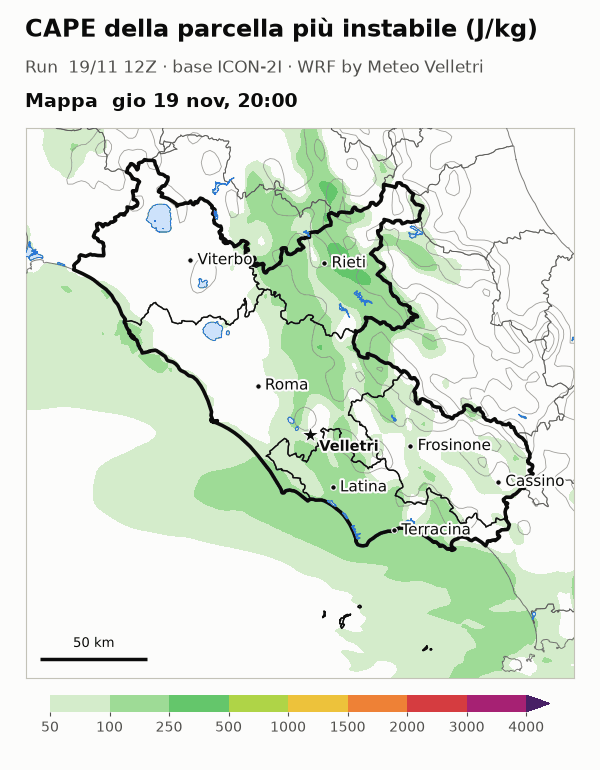 CAPE della parcella più instabile (J/kg)
Run  19/11 12Z · base ICON-2I · WRF by Meteo Velletri
Mappa  gio 19 nov, 20:00
Viterbo
Rieti
Roma
Velletri
Frosinone
Cassino
Latina
Terracina
50 km
50 100 250 500 1000 1500 2000 3000 4000